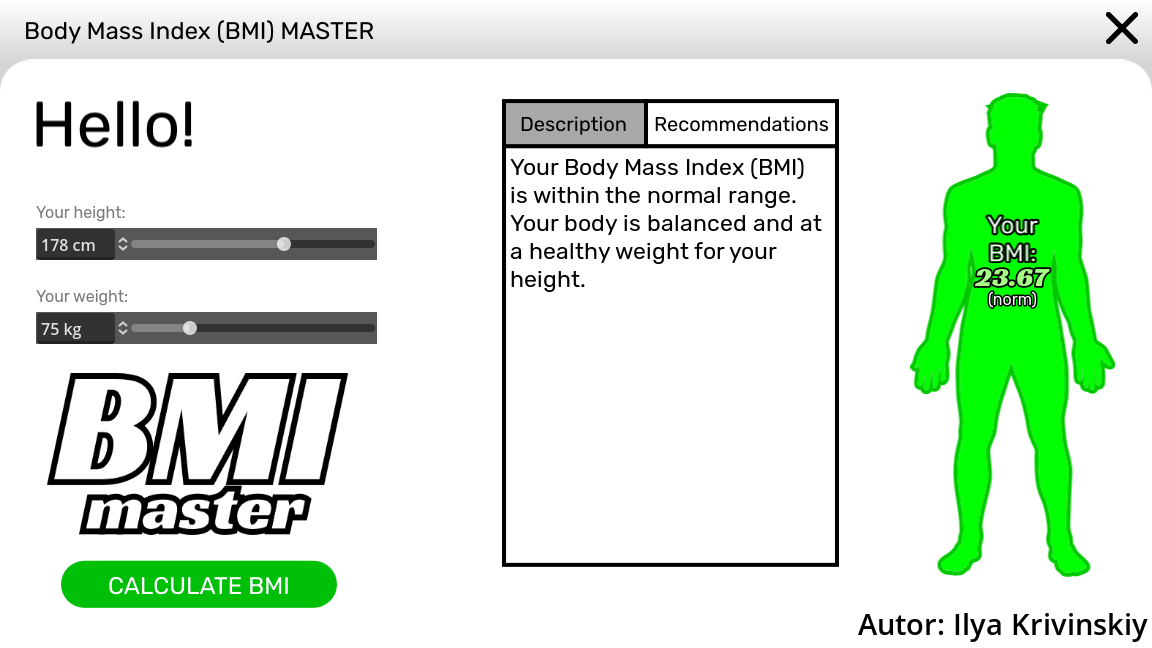 Body Mass Index (BMI) MASTER
Hello!
Your height:
178 cm
Your weight:
75 kg
BMI
master
CALCULATE BMI
Description
Recommendations
Your Body Mass Index (BMI)
is within the normal range.
Your body is balanced and at
a healthy weight for your
height.
Your
BMI:
23.67
(norm)
Autor: Ilya Krivinskiy